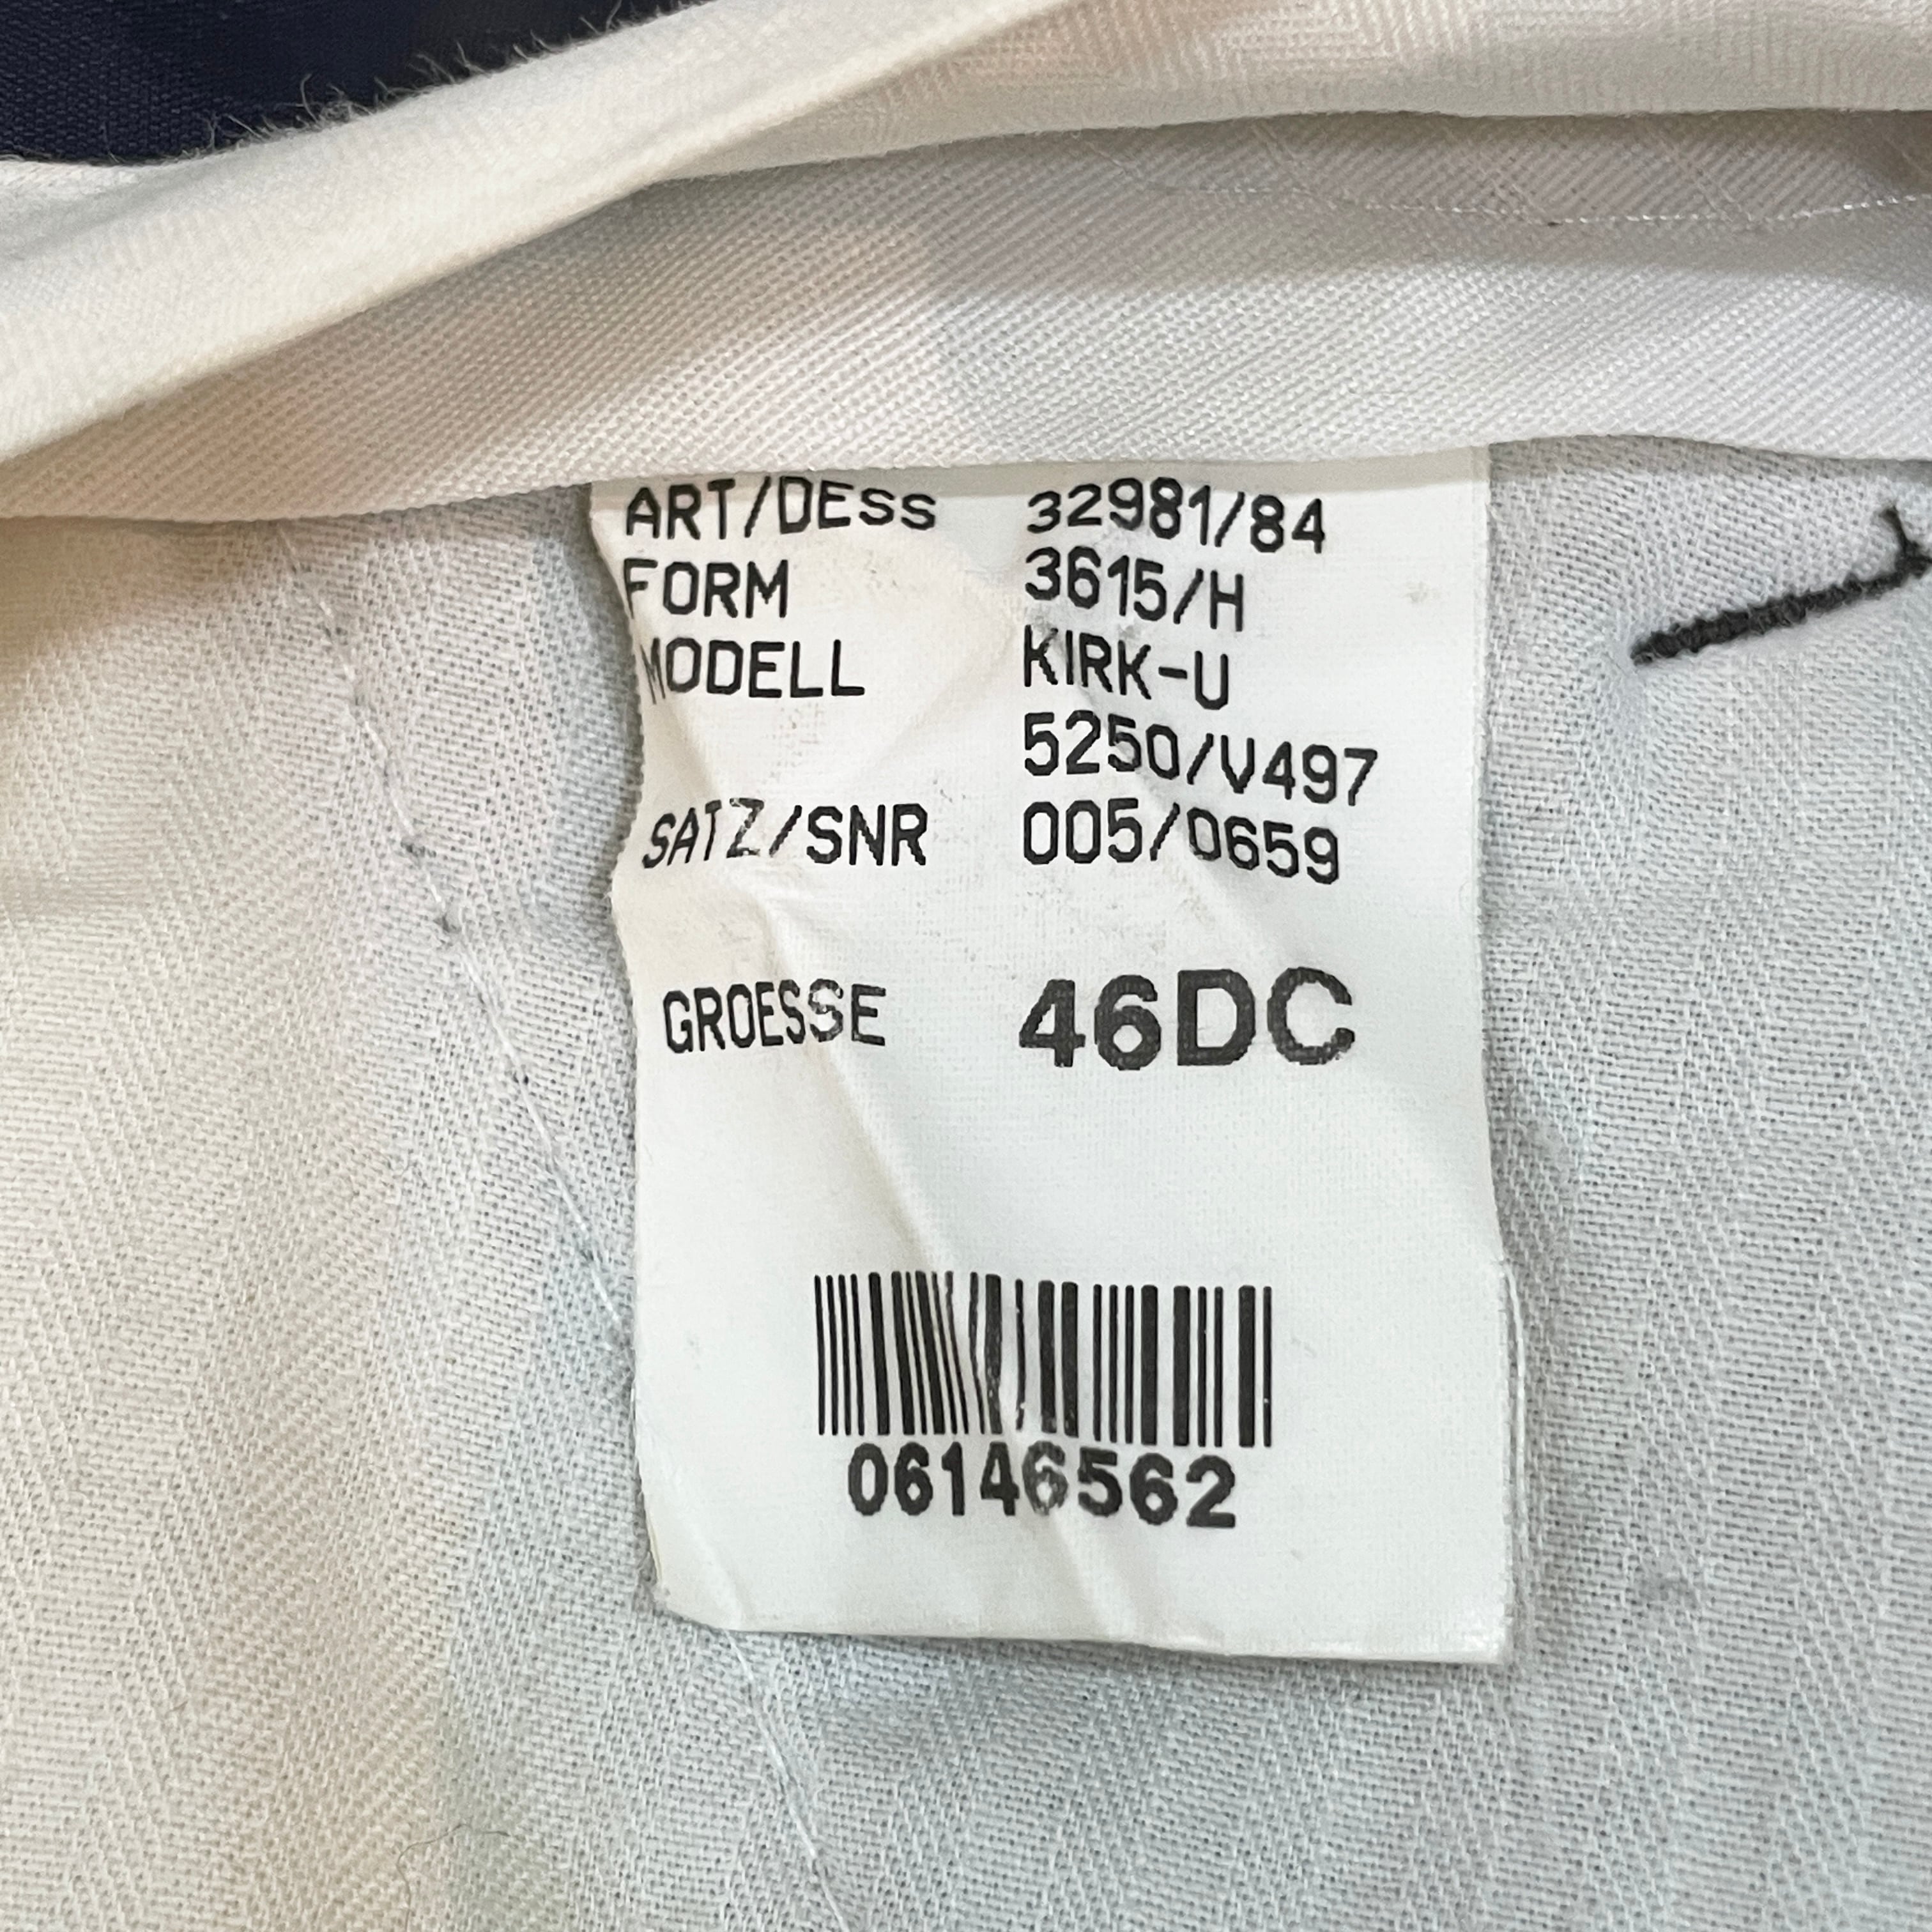 ART/DESS 32981/84
FORM 3615/H
MODELL KIRK-U
5250/V497
SATZ/SNR 005/0659
GROESSE 46DC
06146562